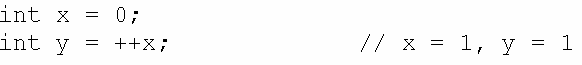 int x = 0;
int y = ++x;                // x = 1, y = 1